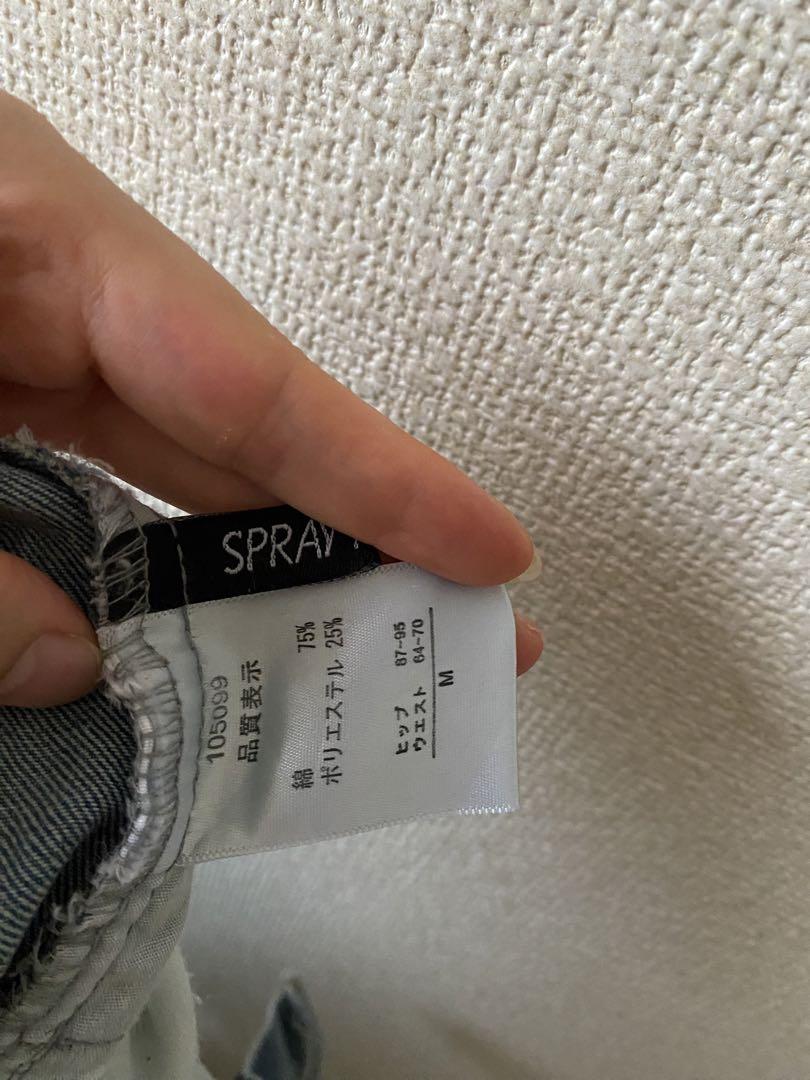 SPRAY
105099
品質表示
綿 75%
ポリエステル 25%
ヒップ 87~95
ウエスト 64~70
M